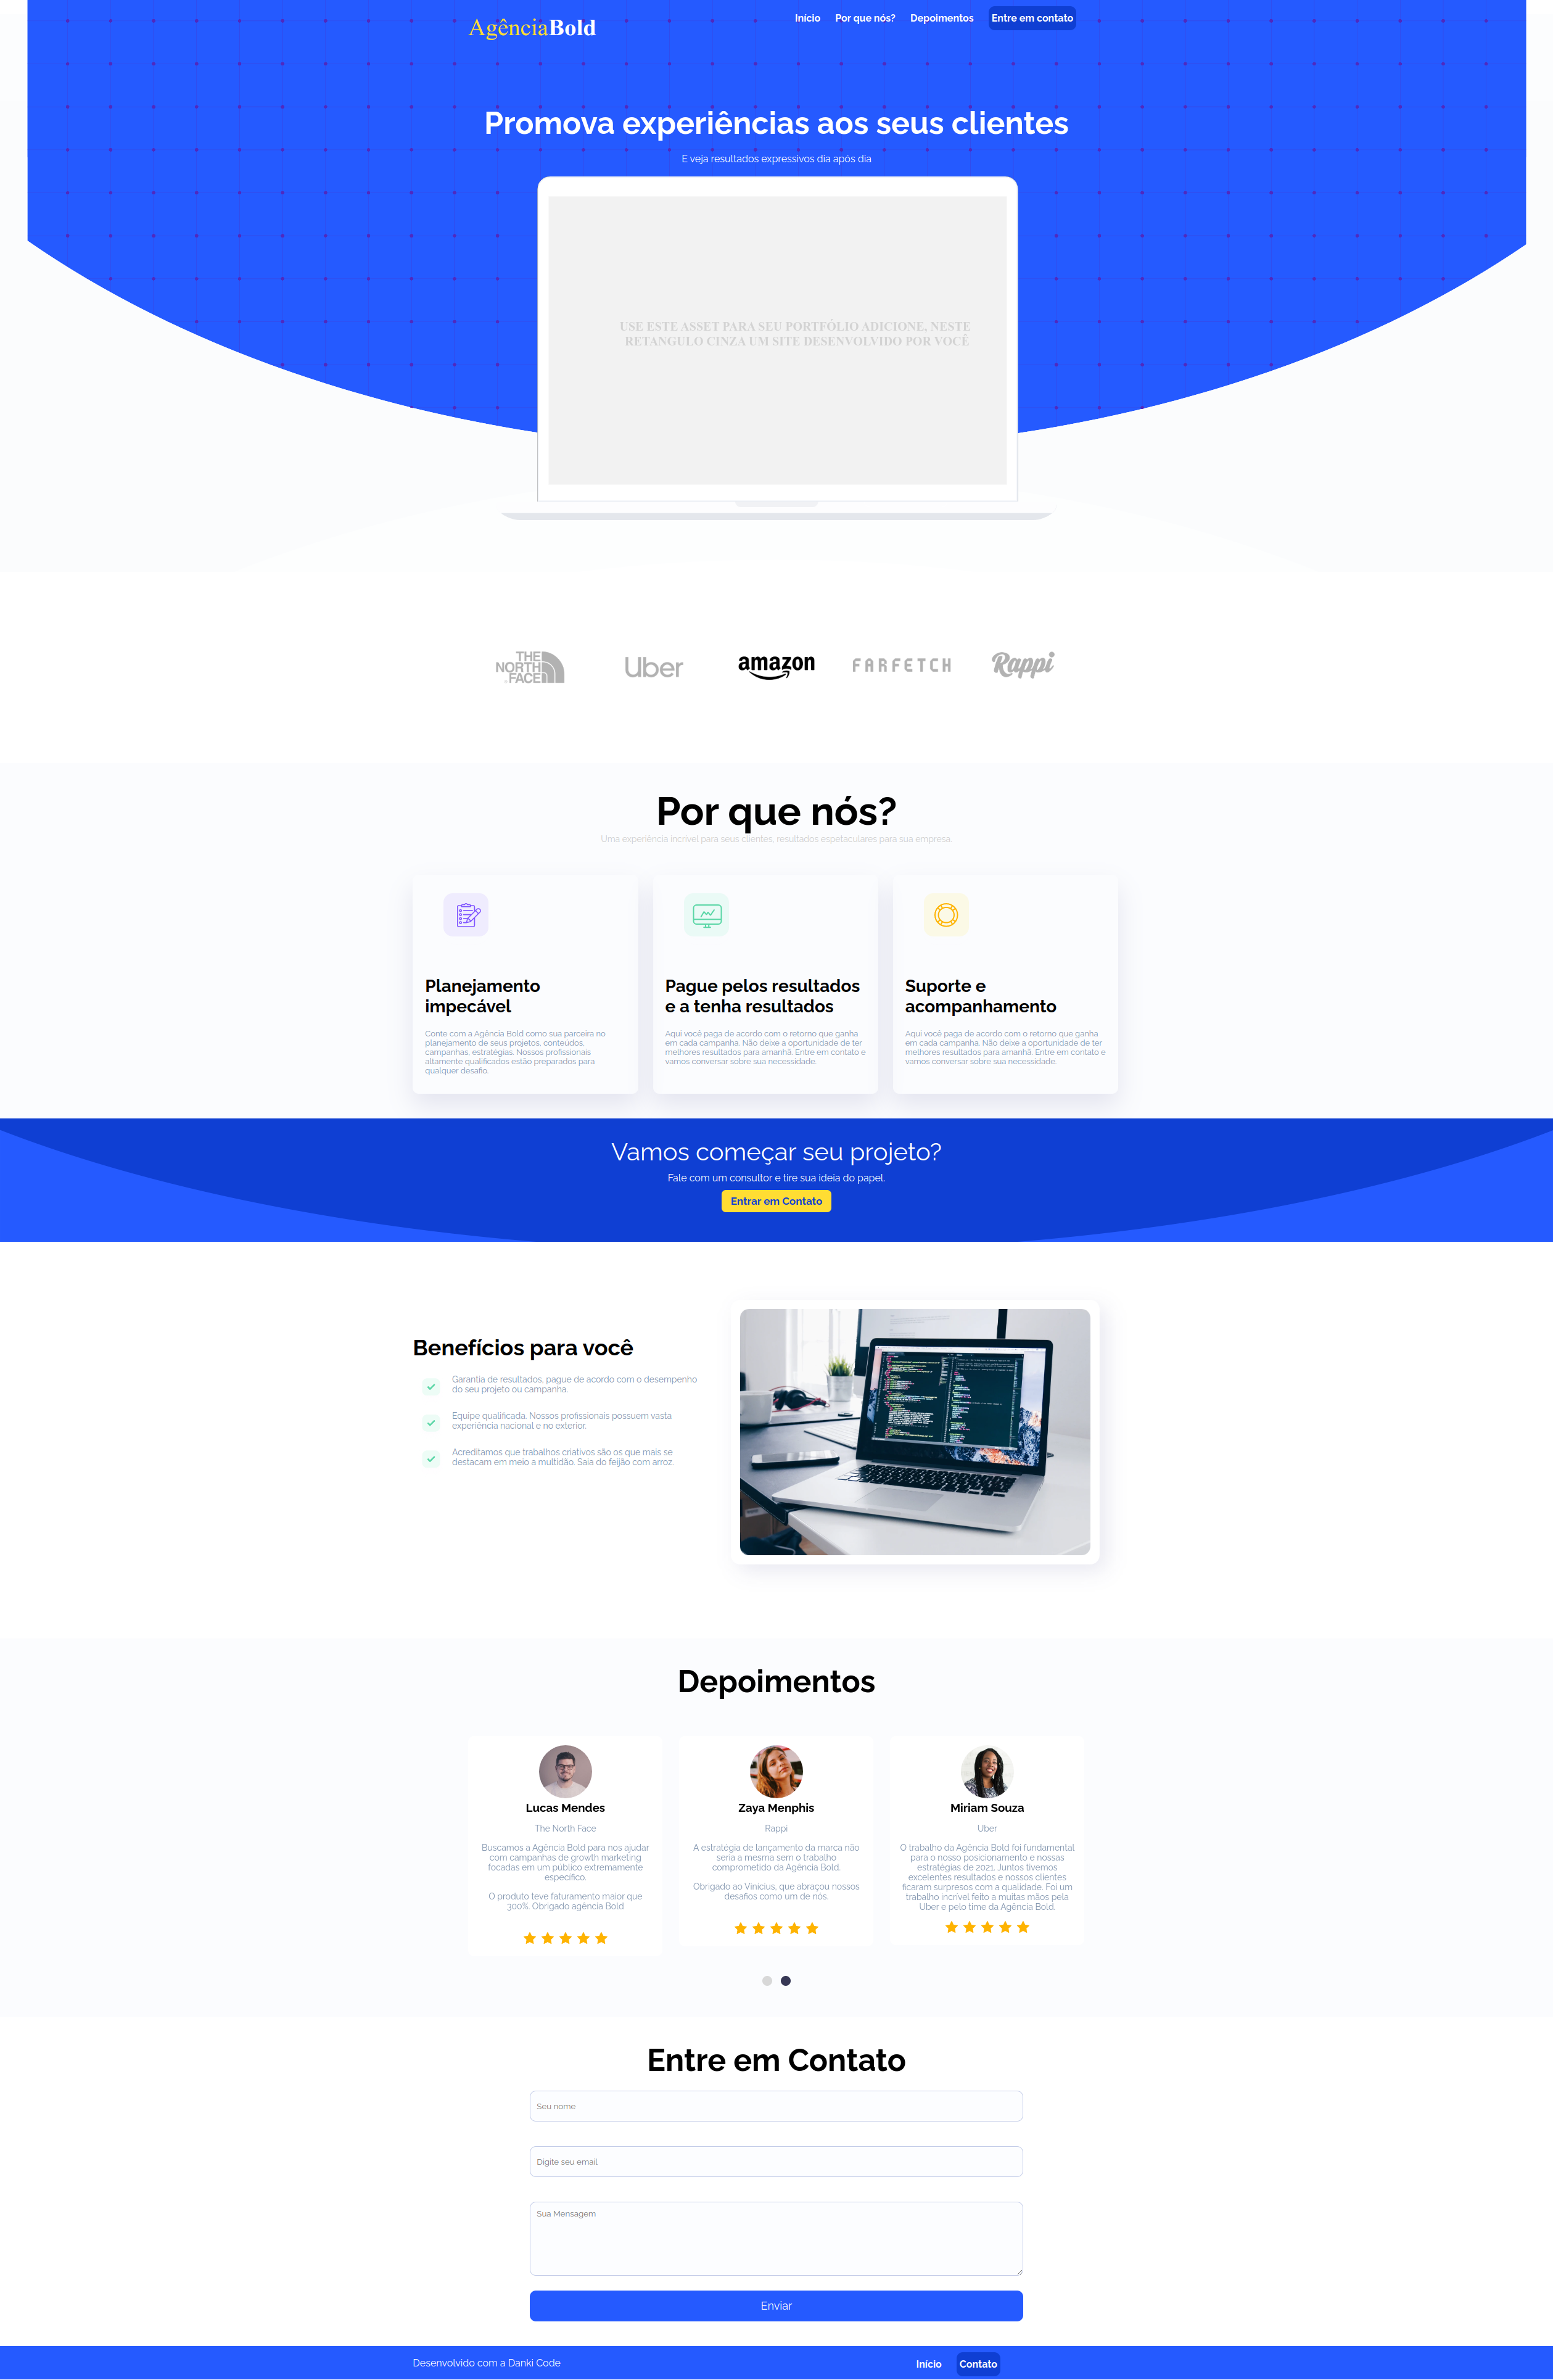 AgênciaBold
Início Por que nós? Depoimentos Entre em contato
Promova experiências aos seus clientes
E veja resultados expressivos dia após dia
USE ESTE ASSET PARA SEU PORTFÓLIO ADICIONE, NESTE
RETANGULO CINZA UM SITE DESENVOLVIDO POR VOCÊ
THE
NORTH
FACE
Uber
amazon
FARFETCH
Rappi
Por que nós?
Uma experiência incrível para seus clientes, resultados espetaculares para sua empresa.
Planejamento
impecável
Conte com a Agência Bold como sua parceira no
planejamento de seus projetos, conteúdos,
campanhas, estratégias. Nossos profissionais
altamente qualificados estão preparados para
qualquer desafio.
Pague pelos resultados
e a tenha resultados
Aqui você paga de acordo com o retorno que ganha
em cada campanha. Não deixe a oportunidade de ter
melhores resultados para amanhã. Entre em contato e
vamos conversar sobre sua necessidade.
Suporte e
acompanhamento
Aqui você paga de acordo com o retorno que ganha
em cada campanha. Não deixe a oportunidade de ter
melhores resultados para amanhã. Entre em contato e
vamos conversar sobre sua necessidade.
Vamos começar seu projeto?
Fale com um consultor e tire sua ideia do papel.
Entrar em Contato
Benefícios para você
Garantia de resultados, pague de acordo com o desempenho
do seu projeto ou campanha.
Equipe qualificada. Nossos profissionais possuem vasta
experiência nacional e no exterior.
Acreditamos que trabalhos criativos são os que mais se
destacam em meio a multidão. Saia do feijão com arroz.
Depoimentos
Lucas Mendes
The North Face
Buscamos a Agência Bold para nos ajudar
com campanhas de growth marketing
focadas em um público extremamente
específico.
O produto teve faturamento maior que
300%. Obrigado agência Bold
Zaya Menphis
Rappi
A estratégia de lançamento da marca não
seria a mesma sem o trabalho
comprometido da Agência Bold.
Obrigado ao Vinícius, que abraçou nossos
desafios como um de nós.
Miriam Souza
Uber
O trabalho da Agência Bold foi fundamental
para o nosso posicionamento e nossas
estratégias de 2021. Juntos tivemos
excelentes resultados e nossos clientes
ficaram surpresos com a qualidade. Foi um
trabalho incrível feito a muitas mãos pela
Uber e pelo time da Agência Bold.
Entre em Contato
Seu nome
Digite seu email
Sua Mensagem
Enviar
Desenvolvido com a Danki Code
Início Contato